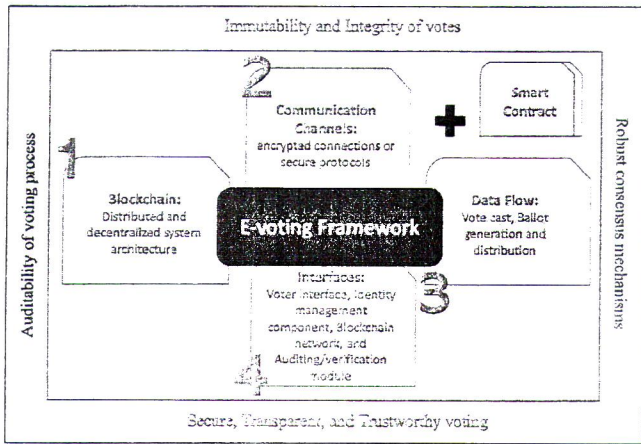 Immutability and Integrity of votes
2
Communication
Channels:
encrypted connections or
secure protocols
Smart
Contract
1
Blockchain:
Distributed and
decentralized system
architecture
E-voting Framework
Data Flow:
Vote cast, Ballot
generation and
distribution
3
Interfaces:
Voter interface, Identity
management
component, Blockchain
network, and
Auditing/verification
module
4
Auditability of voting process
Robust consensus mechanisms
Secure, Transparent, and Trustworthy voting